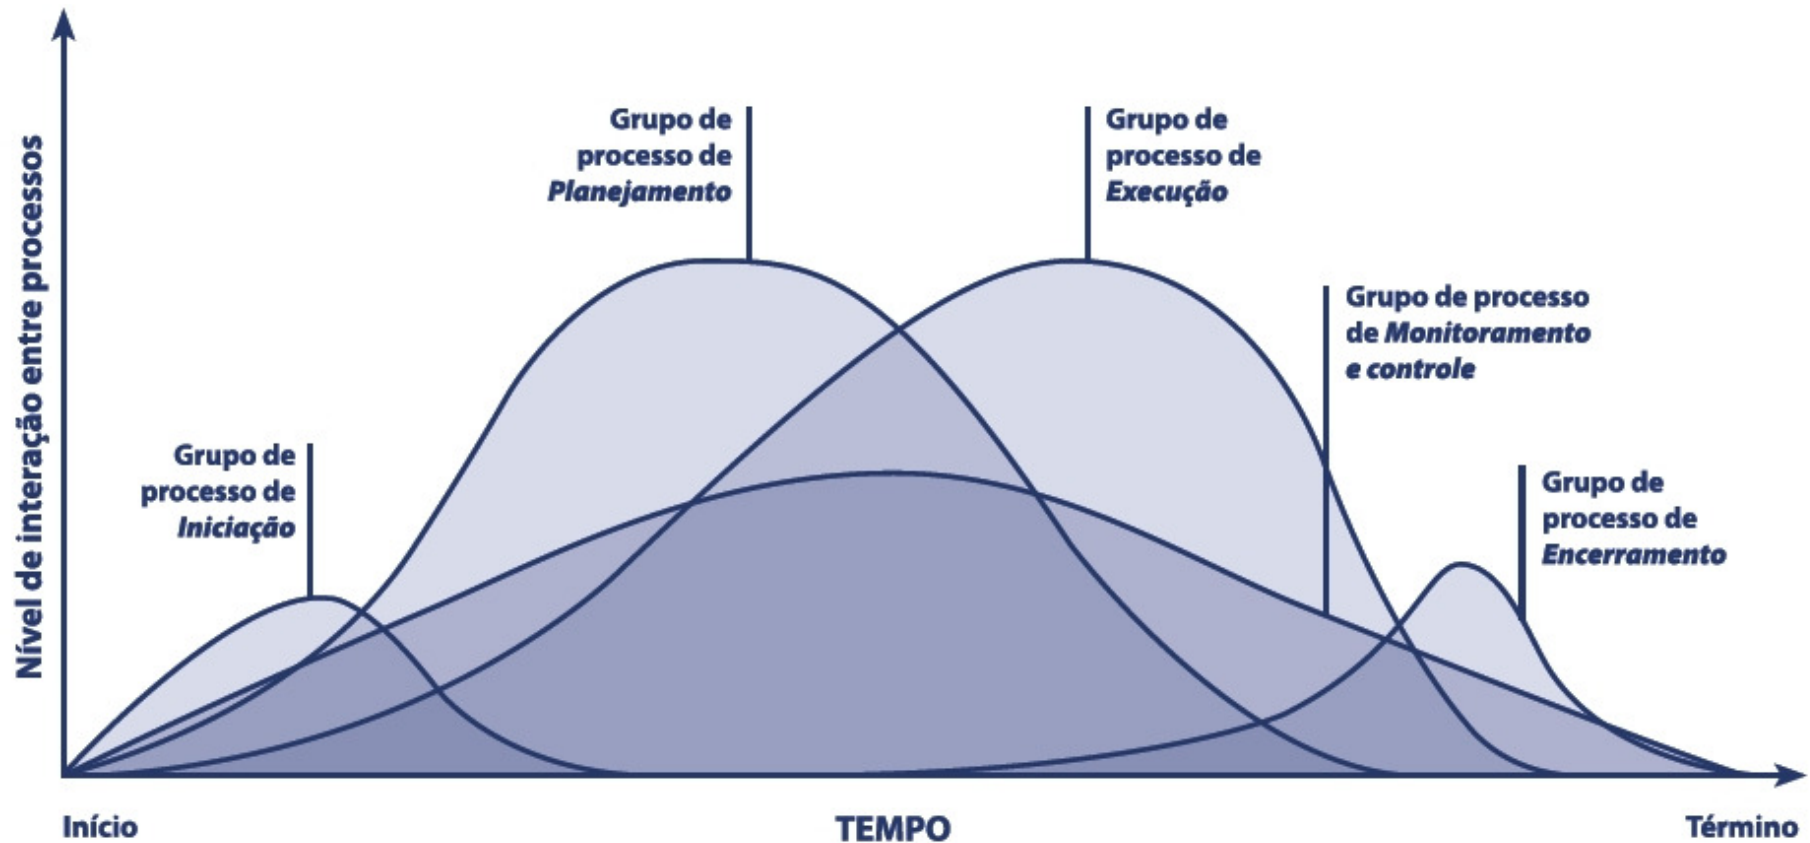 Nível de interação entre processos
Grupo de
processo de
Iniciação
Grupo de
processo de
Planejamento
Grupo de
processo de
Execução
Grupo de processo
de Monitoramento
e controle
Grupo de
processo de
Encerramento
Início
TEMPO
Término